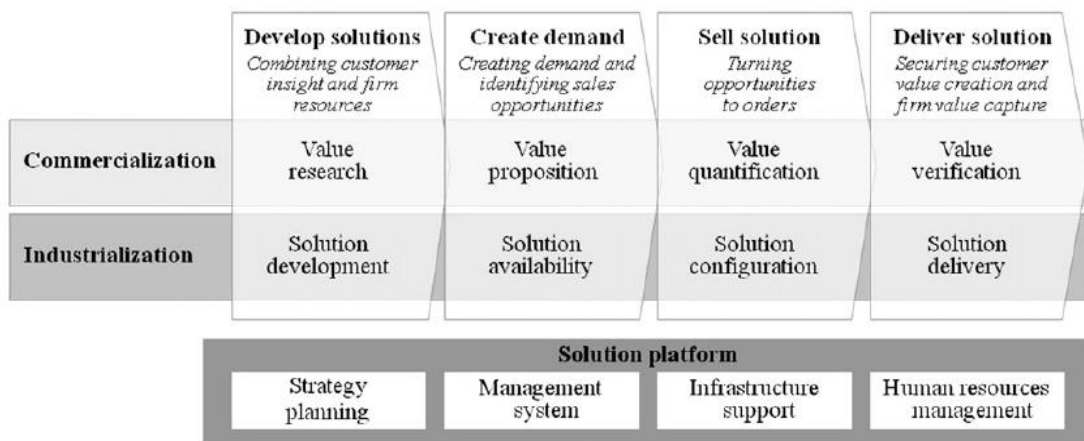 Develop solutions
Combining customer
insight and firm
resources
Create demand
Creating demand and
identifying sales
opportunities
Sell solution
Turning
opportunities
to orders
Deliver solution
Securing customer
value creation and
firm value capture
Commercialization
Value
research
Value
proposition
Value
quantification
Value
verification
Industrialization
Solution
development
Solution
availability
Solution
configuration
Solution
delivery
Solution platform
Strategy
planning
Management
system
Infrastructure
support
Human resources
management